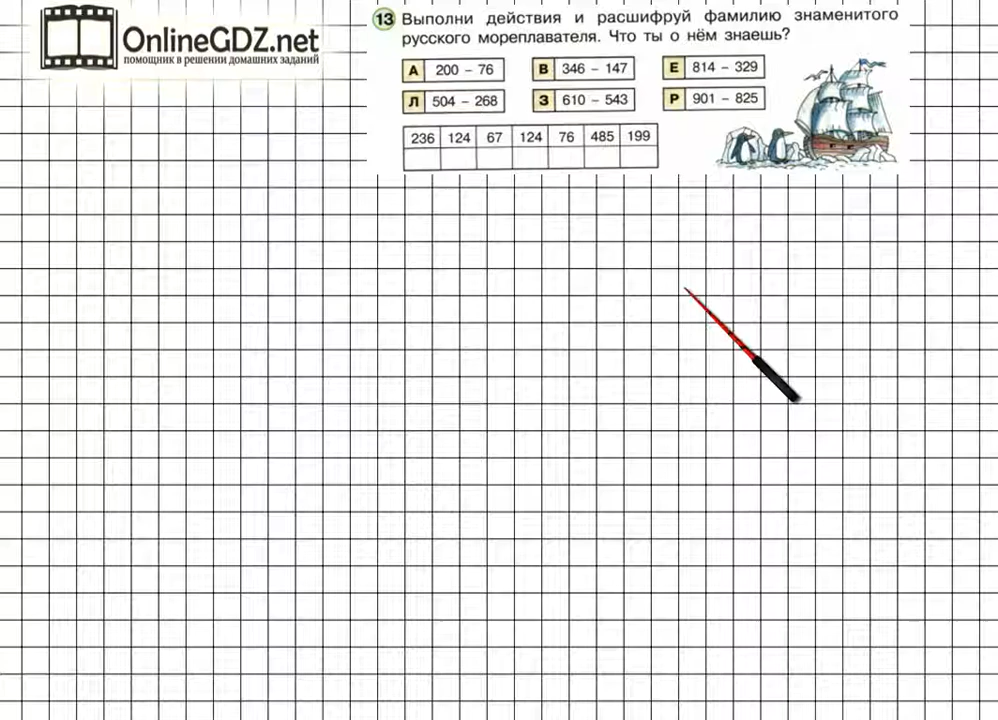 OnlineGDZ.net
помощник в решении домашних заданий
13 Выполни действия и расшифруй фамилию знаменитого
русского мореплавателя. Что ты о нём знаешь?
А 200 – 76 В 346 – 147 Е 814 – 329
Л 504 – 268 З 610 – 543 Р 901 – 825
236 124 67 124 76 485 199